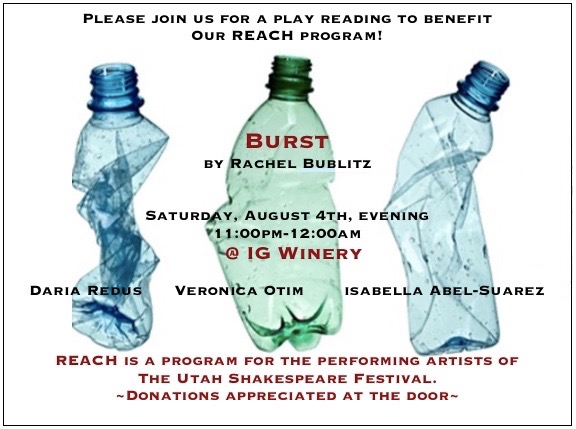 Please join us for a play reading to benefit
Our REACH program!
Burst
by Rachel Bublitz
Saturday, August 4th, evening
11:00pm-12:00am
@ IG Winery
Daria Redus Veronica Otim isabella Abel-Suarez
REACH is a program for the performing artists of
The Utah Shakespeare Festival.
~Donations appreciated at the door~